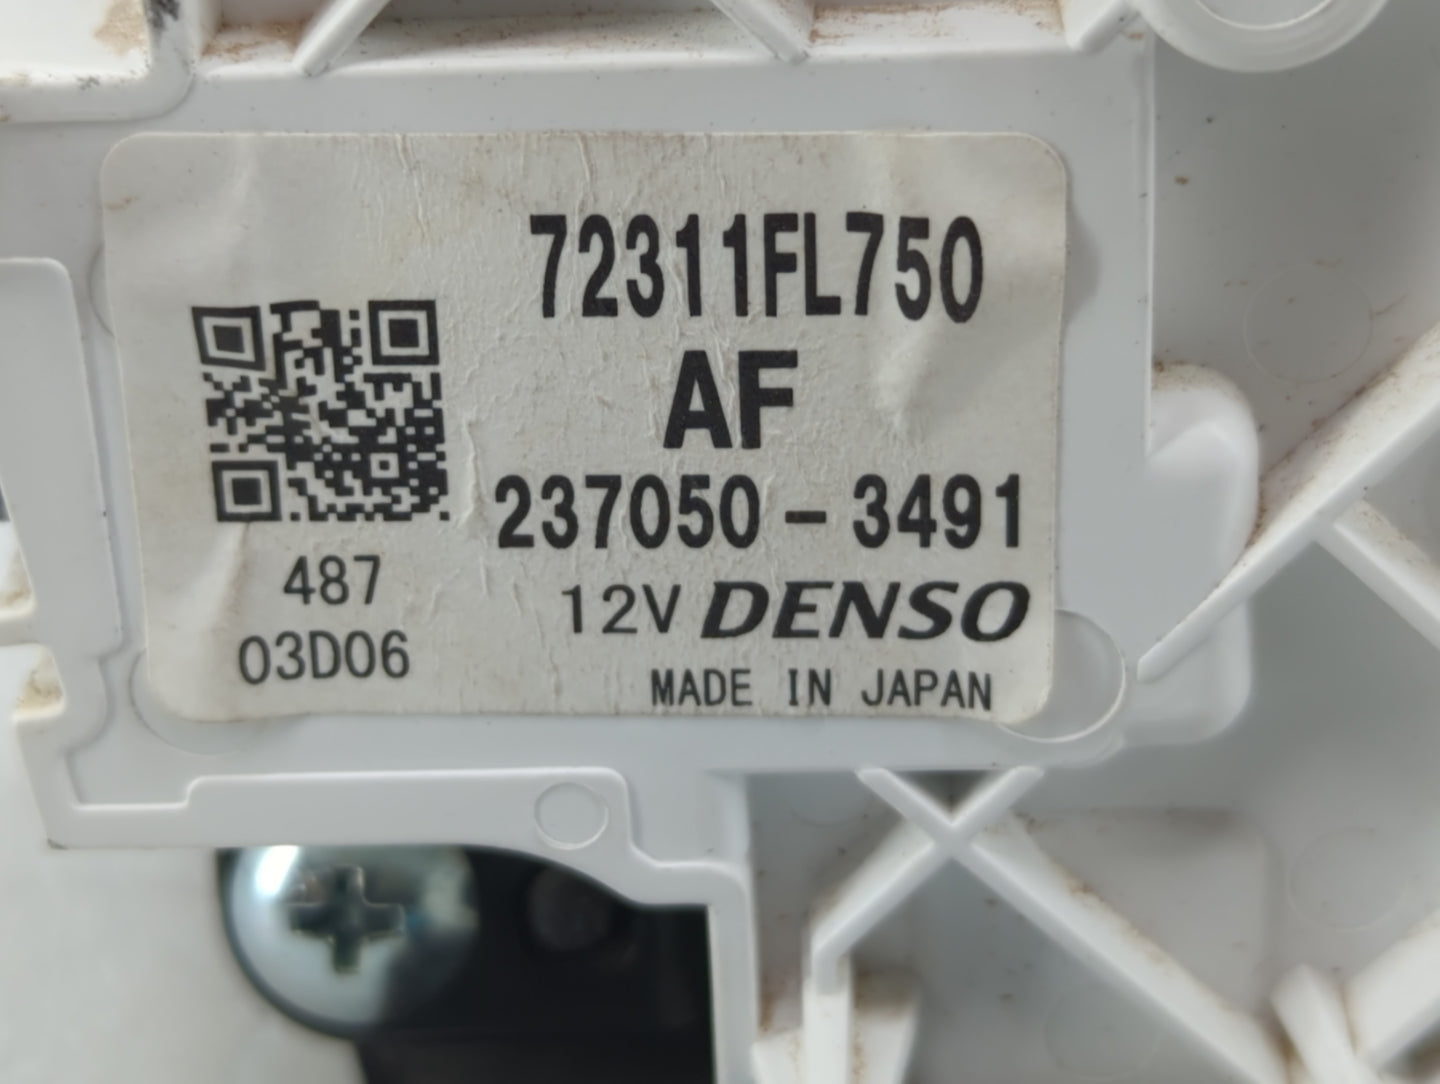 72311FL750
AF
237050-3491
12V DENSO
MADE IN JAPAN
487
03D06